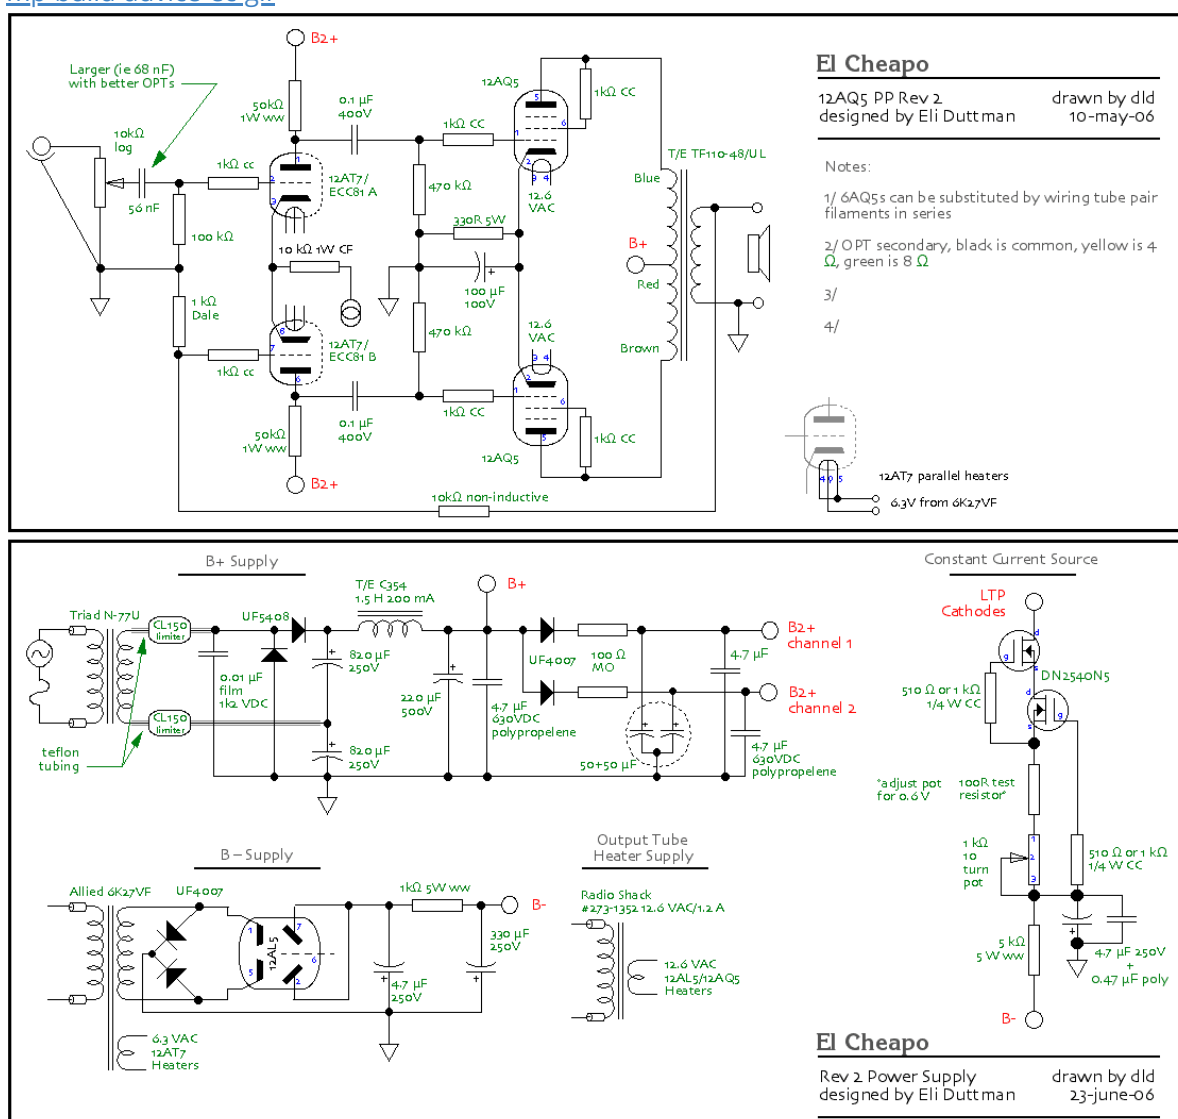 B2+
Larger (ie 68 nF)
with better OPTs
50kΩ
1W ww
0.1 µF
400V
12AQ5
1kΩ CC
El Cheapo
12AQ5 PP Rev 2
drawn by dld
designed by Eli Duttman
10-may-06
10kΩ
log
1kΩ cc
1kΩ CC
T/E TF110-48/UL
Notes:
12AT7/
ECC81 A
56 nF
470 kΩ
12.6
VAC
Blue
1/ 6AQ5s can be substituted by wiring tube pair
filaments in series
100 kΩ
330R 5W
B+
10 kΩ 1W CF
2/ OPT secondary, black is common, yellow is 4
Ω, green is 8 Ω
Red
100 µF
100V
3/
1 kΩ
Dale
12.6
VAC
4/
470 kΩ
12AT7/
ECC81 B
Brown
1kΩ cc
1kΩ CC
0.1 µF
400V
50kΩ
1W ww
1kΩ CC
12AQ5
B2+
12AT7 parallel heaters
10kΩ non-inductive
6.3V from 6K27VF
B+ Supply
Constant Current Source
T/E C354
1.5 H 200 mA
B+
LTP
Cathodes
Triad N-77U
CL150
limiter
UF5408
B2+
channel 1
820 µF
250V
100 Ω
MO
UF4007
4.7 µF
0.01 µF
film
1k2 VDC
220 µF
500V
4.7 µF
630VDC
polypropelene
B2+
channel 2
DN2540N5
510 Ω or 1 kΩ
1/4 W CC
CL150
limiter
teflon
tubing
820 µF
250V
50+50 µF
4.7 µF
630VDC
polypropelene
"adjust pot
for 0.6 V
100R test
resistor"
Output Tube
Heater Supply
B – Supply
1 kΩ
10
turn
pot
510 Ω or 1 kΩ
1/4 W CC
Allied 6K27VF
UF4007
1kΩ 5W ww
B-
Radio Shack
#273-1352 12.6 VAC/1.2 A
12AL5
330 µF
250V
5 kΩ
5 W ww
4.7 µF 250V
+
0.47 µF poly
4.7 µF
250V
12.6 VAC
12AL5/12AQ5
Heaters
B-
6.3 VAC
12AT7
Heaters
El Cheapo
Rev 2 Power Supply
drawn by dld
designed by Eli Duttman
23-june-06